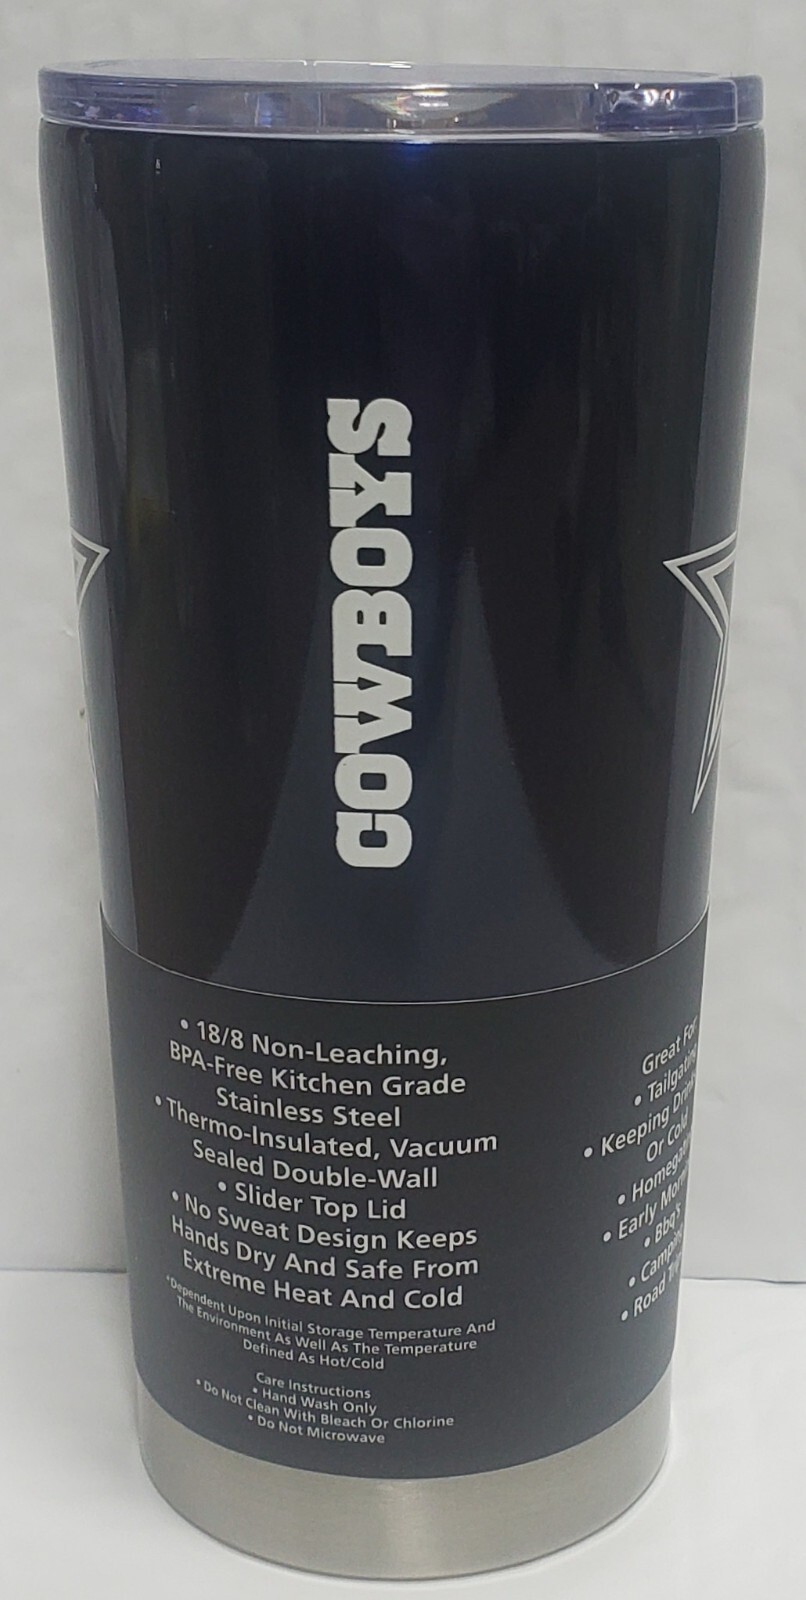 COWBOYS
• 18/8 Non-Leaching,
BPA-Free Kitchen Grade
Stainless Steel
• Thermo-Insulated, Vacuum
Sealed Double-Wall
• Slider Top Lid
• No Sweat Design Keeps
Hands Dry And Safe From
Extreme Heat And Cold
*Dependent Upon Initial Storage Temperature And
The Environment As Well As The Temperature
Defined As Hot/Cold
Care Instructions
• Hand Wash Only
• Do Not Clean With Bleach Or Chlorine
• Do Not Microwave
Great For
• Tailgating
• Keeping Drinks
Or Cold
•
• Early
• Bbq's
• Camping
• Road